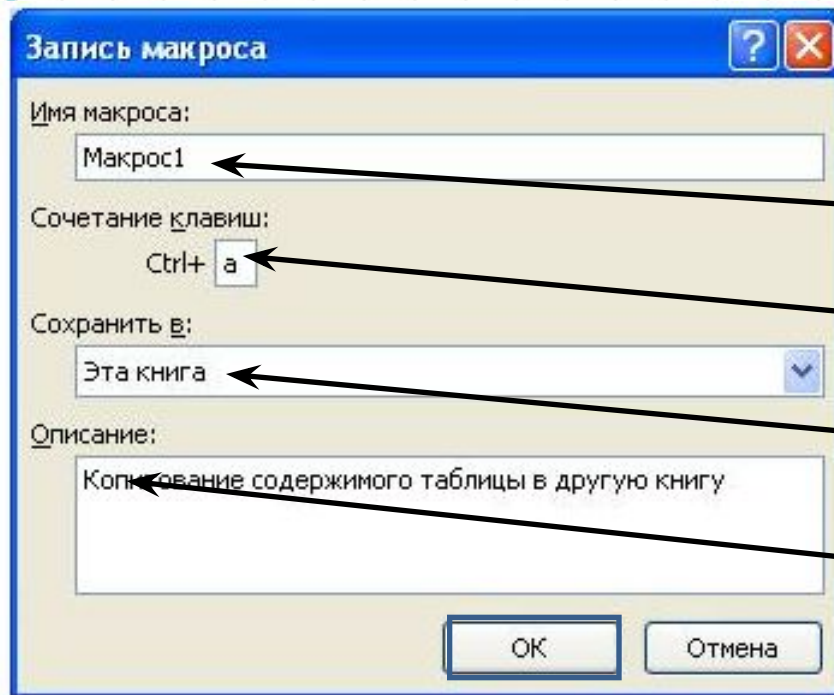 Запись макроса
Имя макроса:
Макрос1
Сочетание клавиш:
Ctrl+ a
Сохранить в:
Эта книга
Описание:
Копирование содержимого таблицы в другую книгу
ОК
Отмена